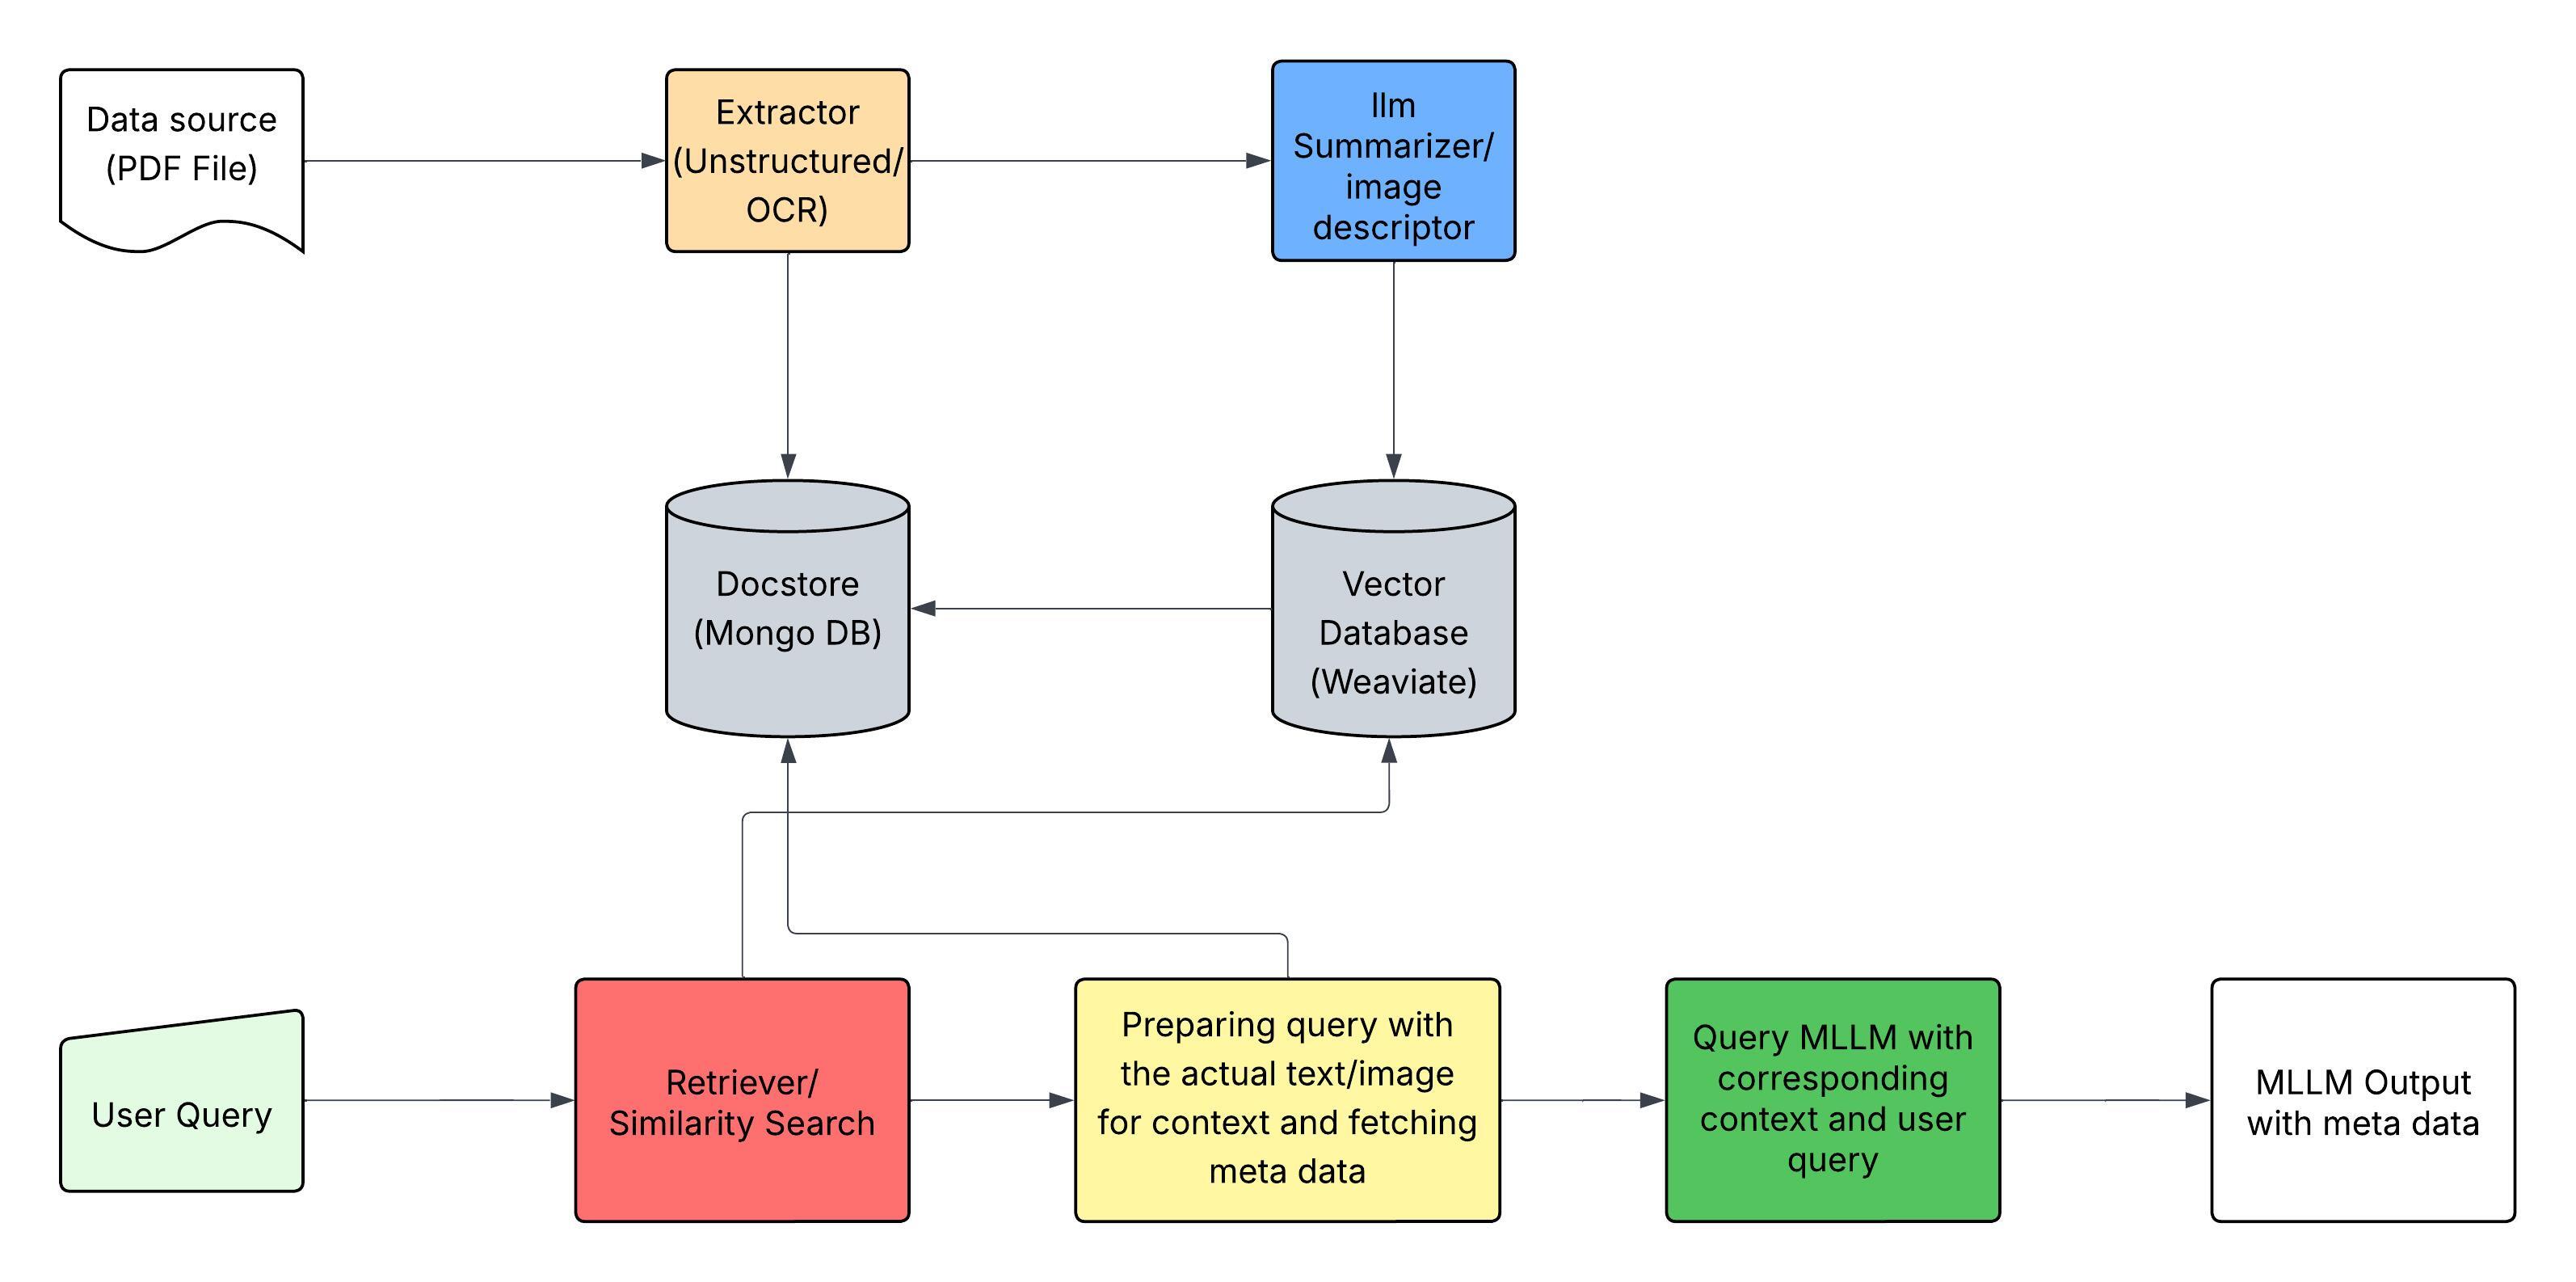 Data source
(PDF File)
Extractor
(Unstructured/
OCR)
llm
Summarizer/
image
descriptor
Docstore
(Mongo DB)
Vector
Database
(Weaviate)
User Query
Retriever/
Similarity Search
Preparing query with
the actual text/image
for context and fetching
meta data
Query MLLM with
corresponding
context and user
query
MLLM Output
with meta data